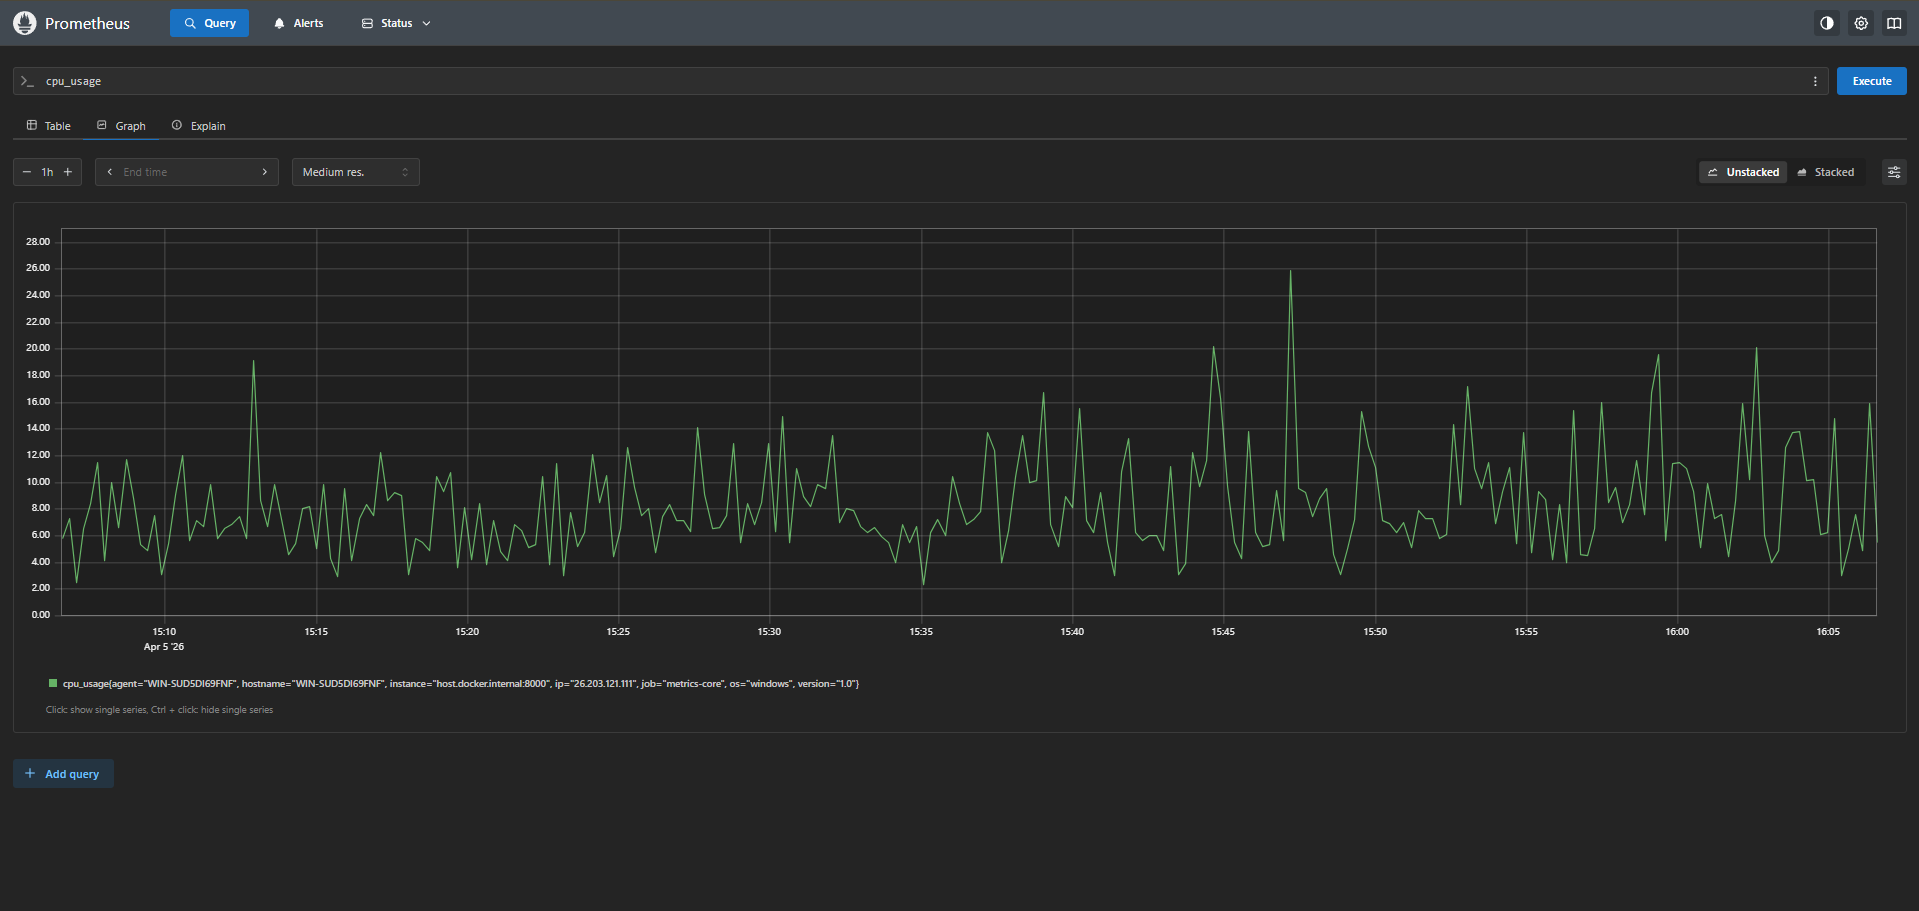 Prometheus Query Alerts Status
cpu_usage Execute
Table Graph Explain
1h End time Medium res. Unstacked Stacked
28.00
26.00
24.00
22.00
20.00
18.00
16.00
14.00
12.00
10.00
8.00
6.00
4.00
2.00
0.00
15:10 15:15 15:20 15:25 15:30 15:35 15:40 15:45 15:50 15:55 16:00 16:05
Apr 5 '26
cpu_usage{agent="WIN-SUD5DI69FNF", hostname="WIN-SUD5DI69FNF", instance="host.docker.internal:8000", ip="26.203.121.111", job="metrics-core", os="windows", version="1.0"}
Click: show single series, Ctrl + click: hide single series
Add query